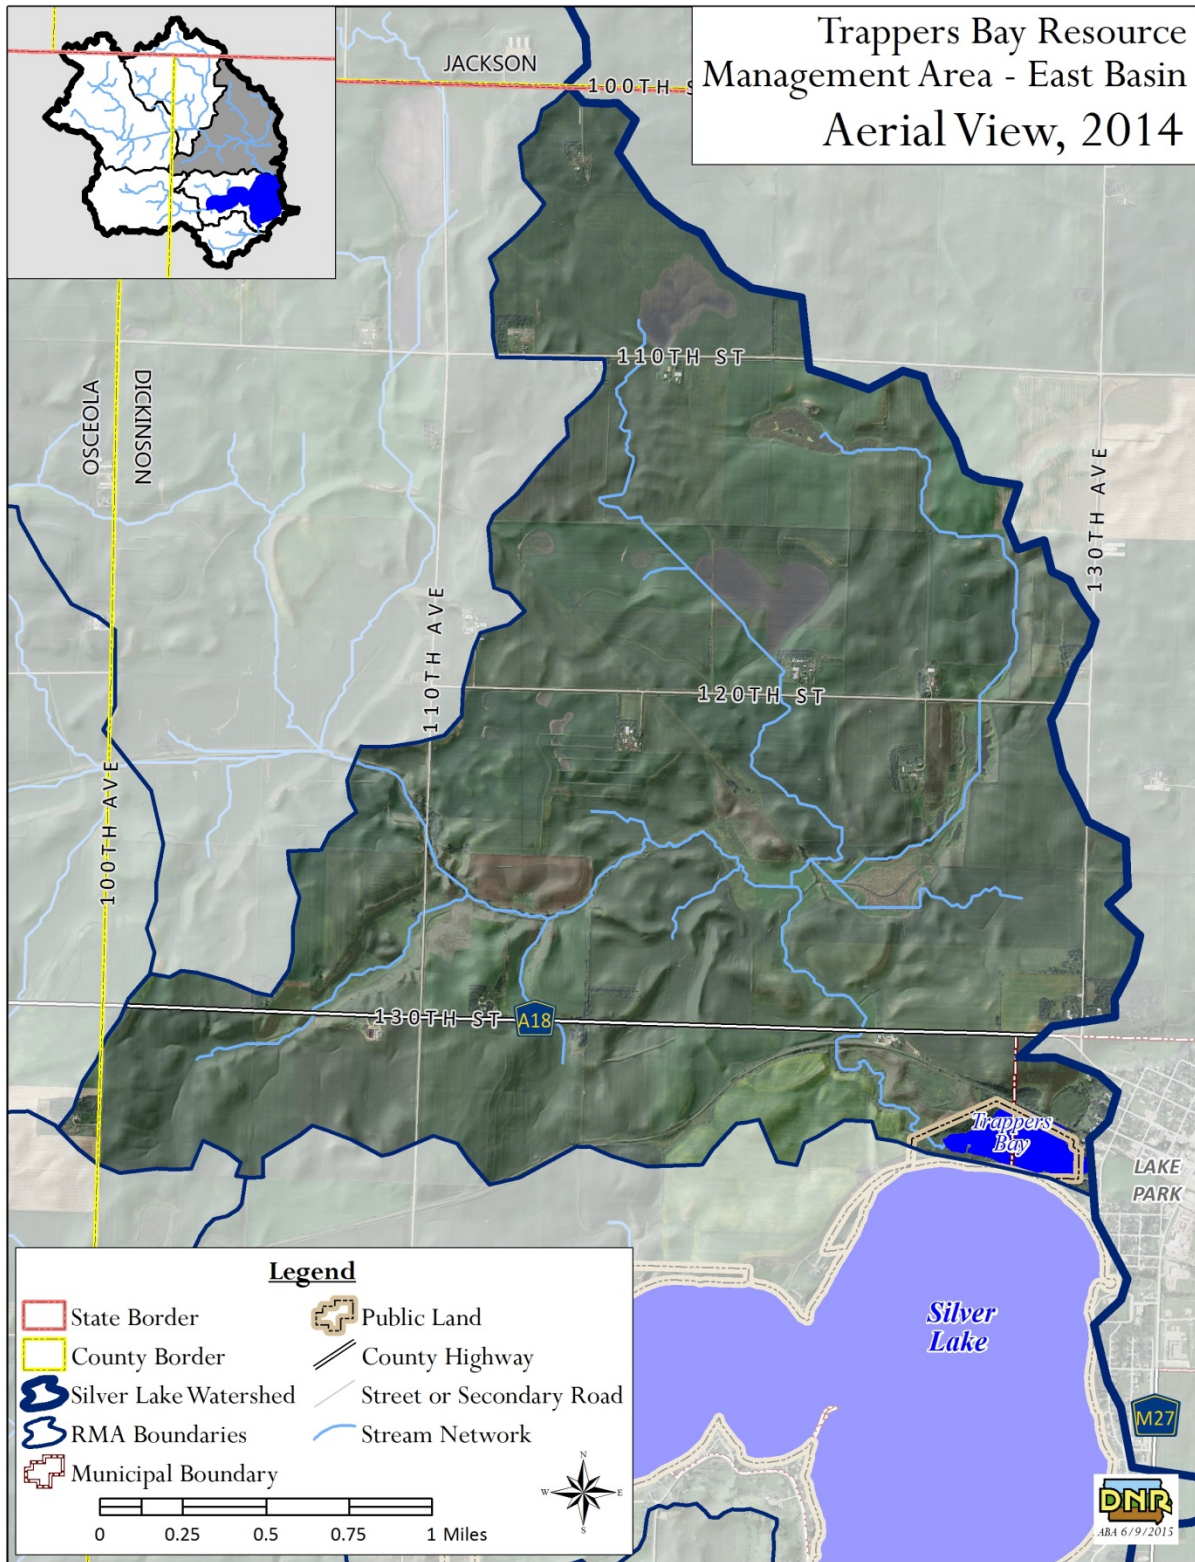 Trappers Bay Resource
Management Area - East Basin
Aerial View, 2014
JACKSON
100TH S
110TH ST
OSCEOLA
DICKINSON
130TH AVE
110TH AVE
120TH ST
100TH AVE
130TH ST
A18
Trappers
Bay
LAKE
PARK
Silver
Lake
M27
Legend
State Border
County Border
Silver Lake Watershed
RMA Boundaries
Municipal Boundary
Public Land
County Highway
Street or Secondary Road
Stream Network
0 0.25 0.5 0.75 1 Miles
N
W E
S
DNR
ABA 6/9/2015